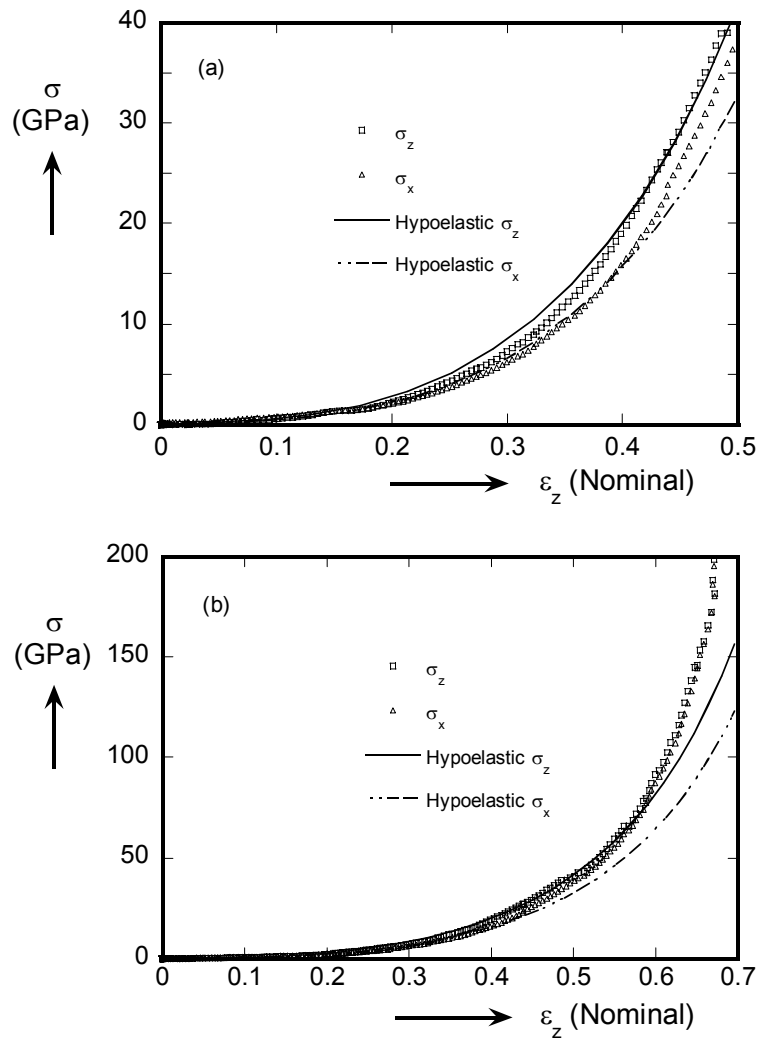 40
(a)
σ
(GPa)
30
σz
σx
20
Hypoelastic σz
Hypoelastic σx
10
0
0 0.1 0.2 0.3 0.4 0.5
εz (Nominal)
200
(b)
σ
(GPa)
150
σz
σx
100
Hypoelastic σz
Hypoelastic σx
50
0
0 0.1 0.2 0.3 0.4 0.5 0.6 0.7
εz (Nominal)